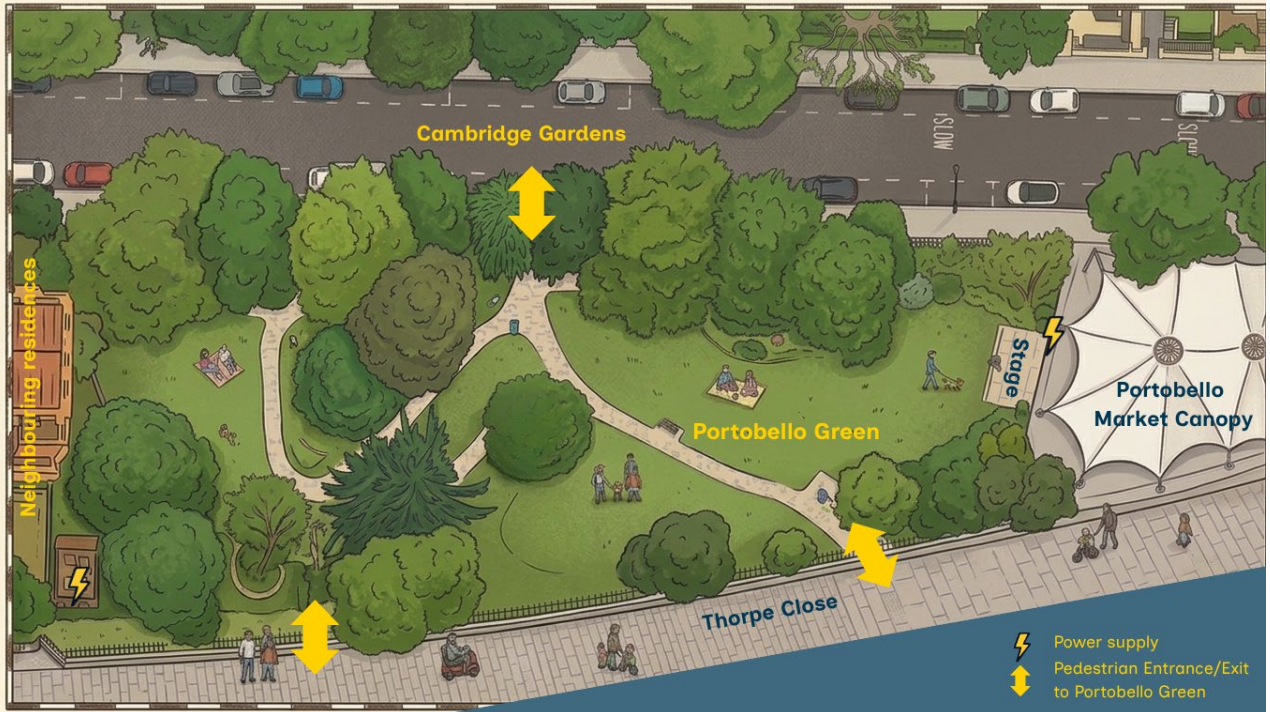 Cambridge Gardens
SLOW
Neighbouring residences
Stage
Portobello
Market Canopy
Portobello Green
Thorpe Close
Power supply
Pedestrian Entrance/Exit
to Portobello Green